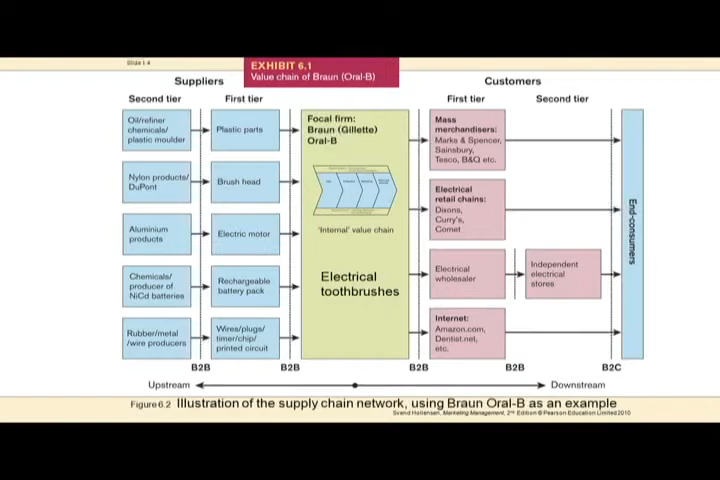 Slide 1.4
EXHIBIT 6.1
Value chain of Braun (Oral-B)
Suppliers
Customers
Second tier
First tier
First tier
Second tier
Oil/refiner
chemicals/
plastic moulder
Plastic parts
Nylon products/
DuPont
Brush head
Aluminium
products
Electric motor
Chemicals/
producer of
NiCd batteries
Rechargeable
battery pack
Rubber/metal
/wire producers
Wires/plugs/
timer/chip/
printed circuit
Focal firm:
Braun (Gillette)
Oral-B
'Internal' value chain
Electrical
toothbrushes
Mass
merchandisers:
Marks & Spencer,
Sainsbury,
Tesco, B&Q etc.
Electrical
retail chains:
Dixons,
Curry's,
Comet
Electrical
wholesaler
Independent
electrical
stores
Internet:
Amazon.com,
Dentist.net,
etc.
End-consumers
B2B
B2B
B2B
B2B
B2C
Upstream
Downstream
Figure 6.2 Illustration of the supply chain network, using Braun Oral-B as an example
Svend Hollensen, Marketing Management, 2nd Edition © Pearson Education Limited 2010